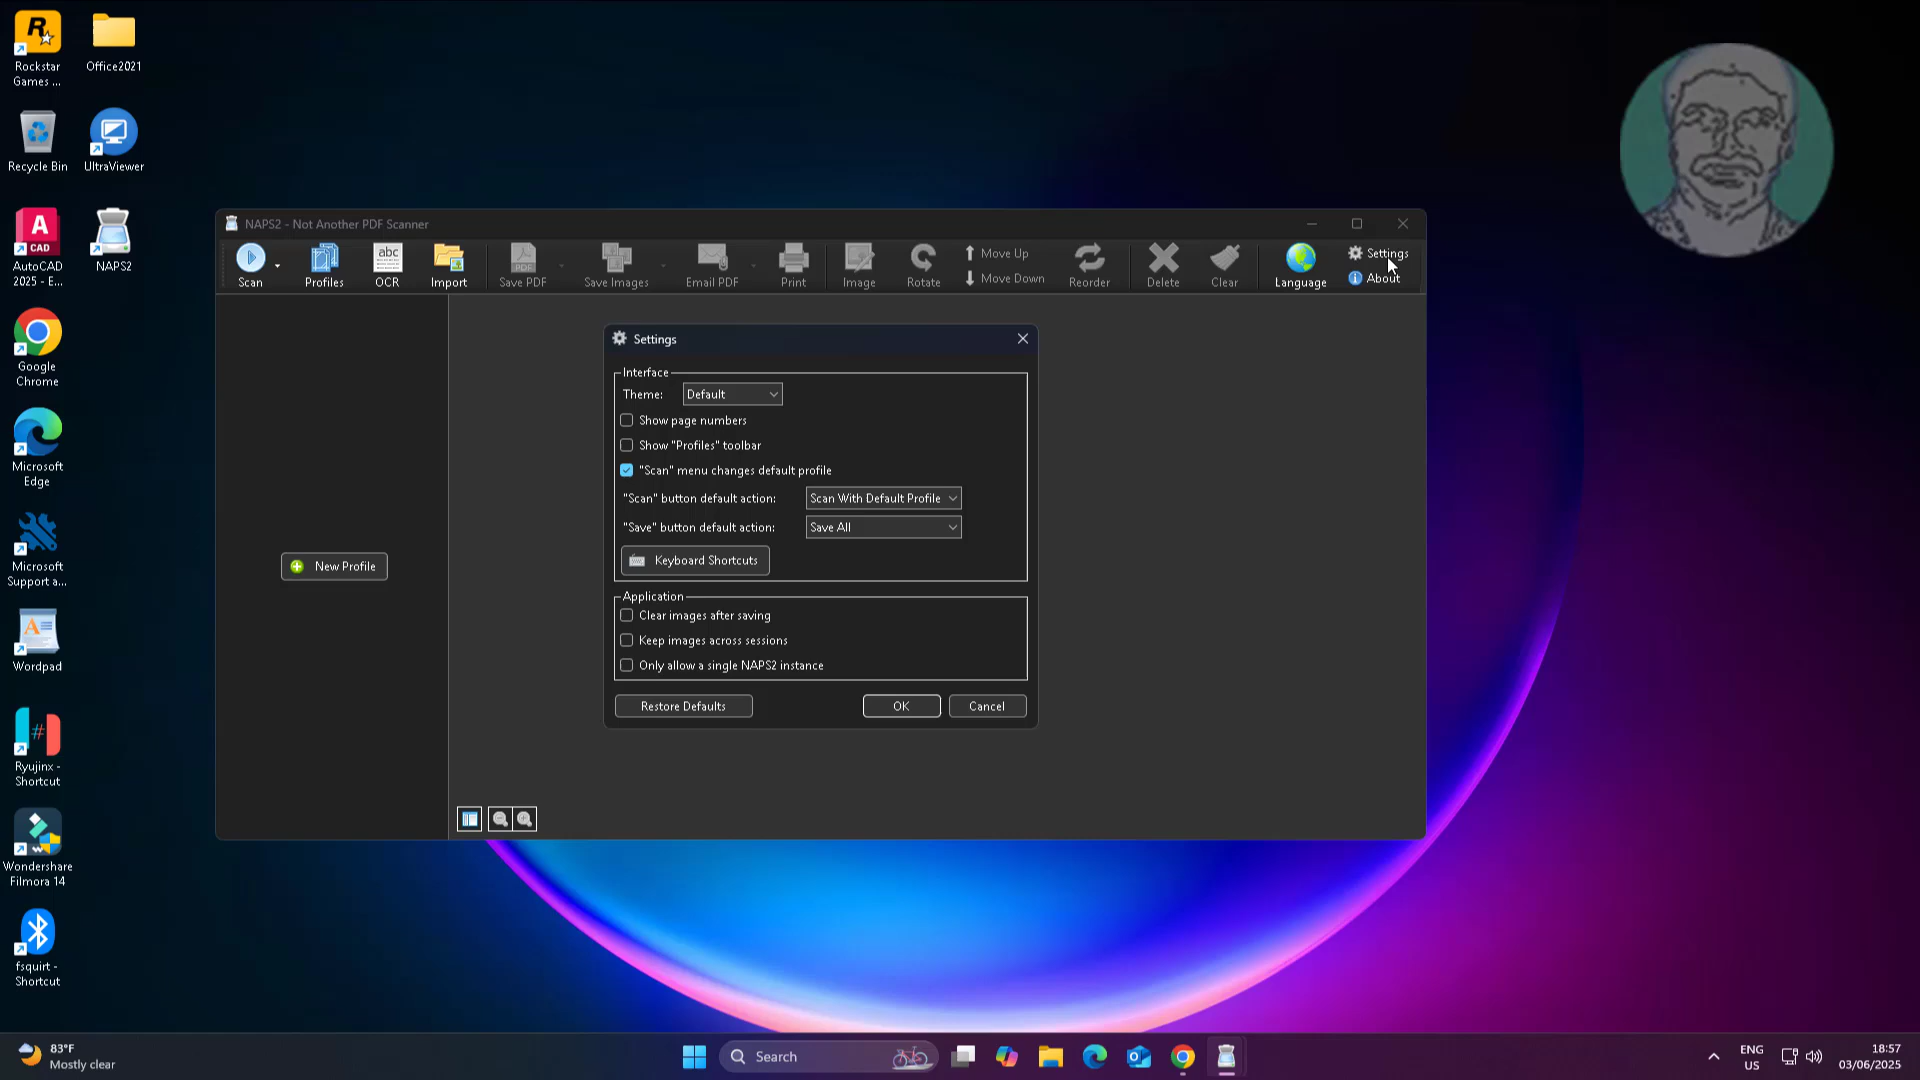 Rockstar
Games ...
Office2021
Recycle Bin
UltraViewer
A
CAD
AutoCAD
2025 - E...
NAPS2
Google
Chrome
Microsoft
Edge
Microsoft
Support a...
Wordpad
Ryujinx -
Shortcut
Wondershare
Filmora 14
fsquirt -
Shortcut
NAPS2 - Not Another PDF Scanner
Scan
Profiles
abc
OCR
Import
PDF
Save PDF
Save Images
Email PDF
Print
Image
Rotate
Move Up
Move Down
Reorder
Delete
Clear
Language
Settings
About
New Profile
Settings
Interface
Theme: Default
Show page numbers
Show "Profiles" toolbar
"Scan" menu changes default profile
"Scan" button default action: Scan With Default Profile
"Save" button default action: Save All
Keyboard Shortcuts
Application
Clear images after saving
Keep images across sessions
Only allow a single NAPS2 instance
Restore Defaults
OK
Cancel
83°F
Mostly clear
Search
ENG
US
18:57
03/06/2025